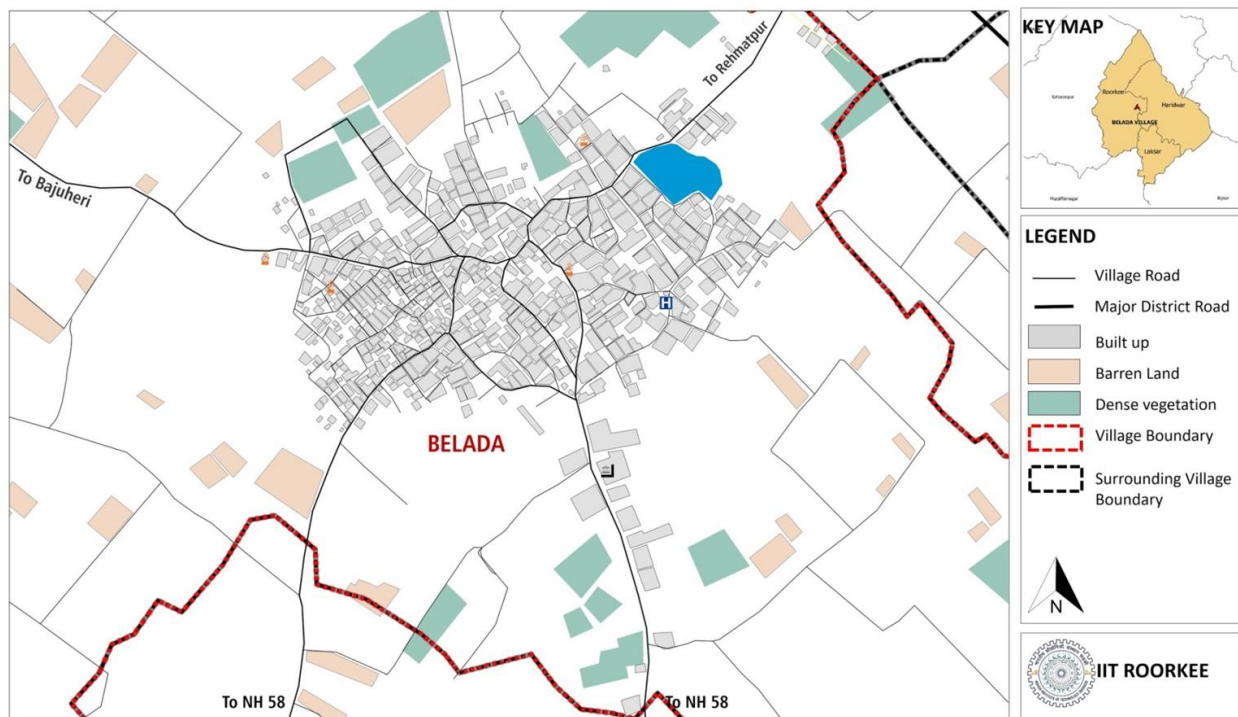 KEY MAP
To Rehmatpur
Roorkee
Haridwar
BELADA VILLAGE
Laksar
Bijnor
To Bajuheri
LEGEND
Village Road
Major District Road
Built up
Barren Land
Dense vegetation
Village Boundary
Surrounding Village
Boundary
H
BELADA
N
IIT ROORKEE
To NH 58
To NH 58